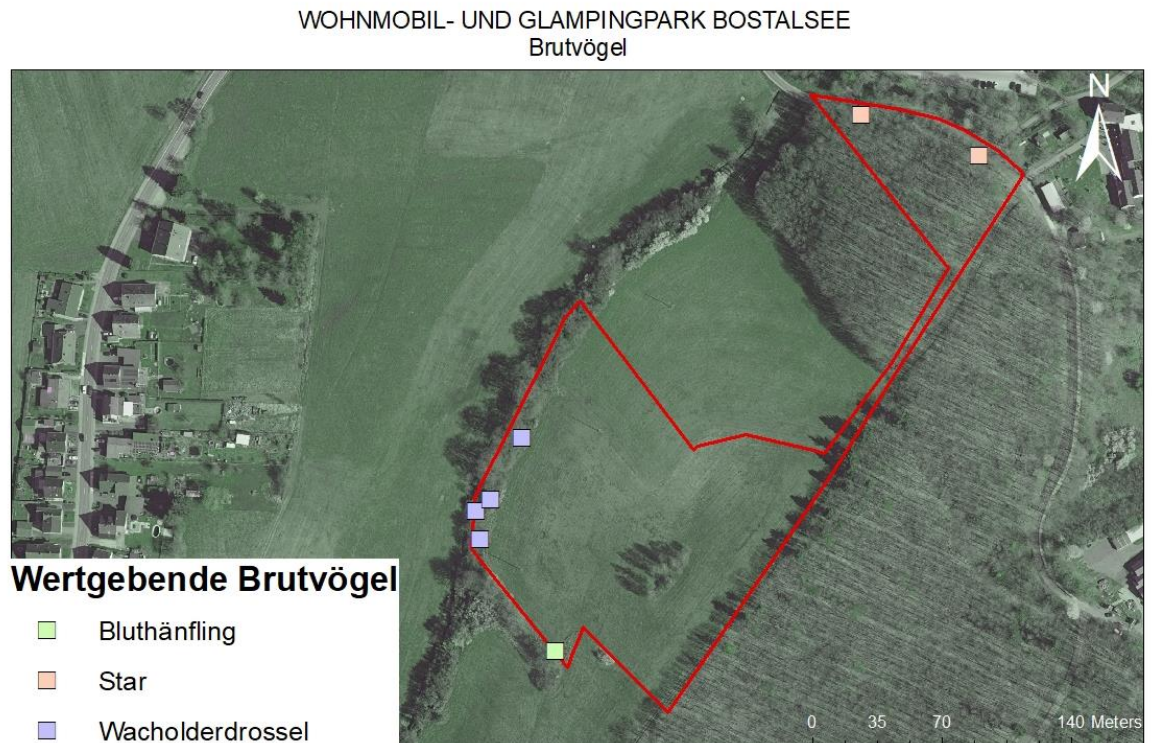 WOHNMOBIL- UND GLAMPINGPARK BOSTALSEE
Brutvögel
N
Wertgebende Brutvögel
Bluthänfling
Star
Wacholderdrossel
0 35 70 140 Meters